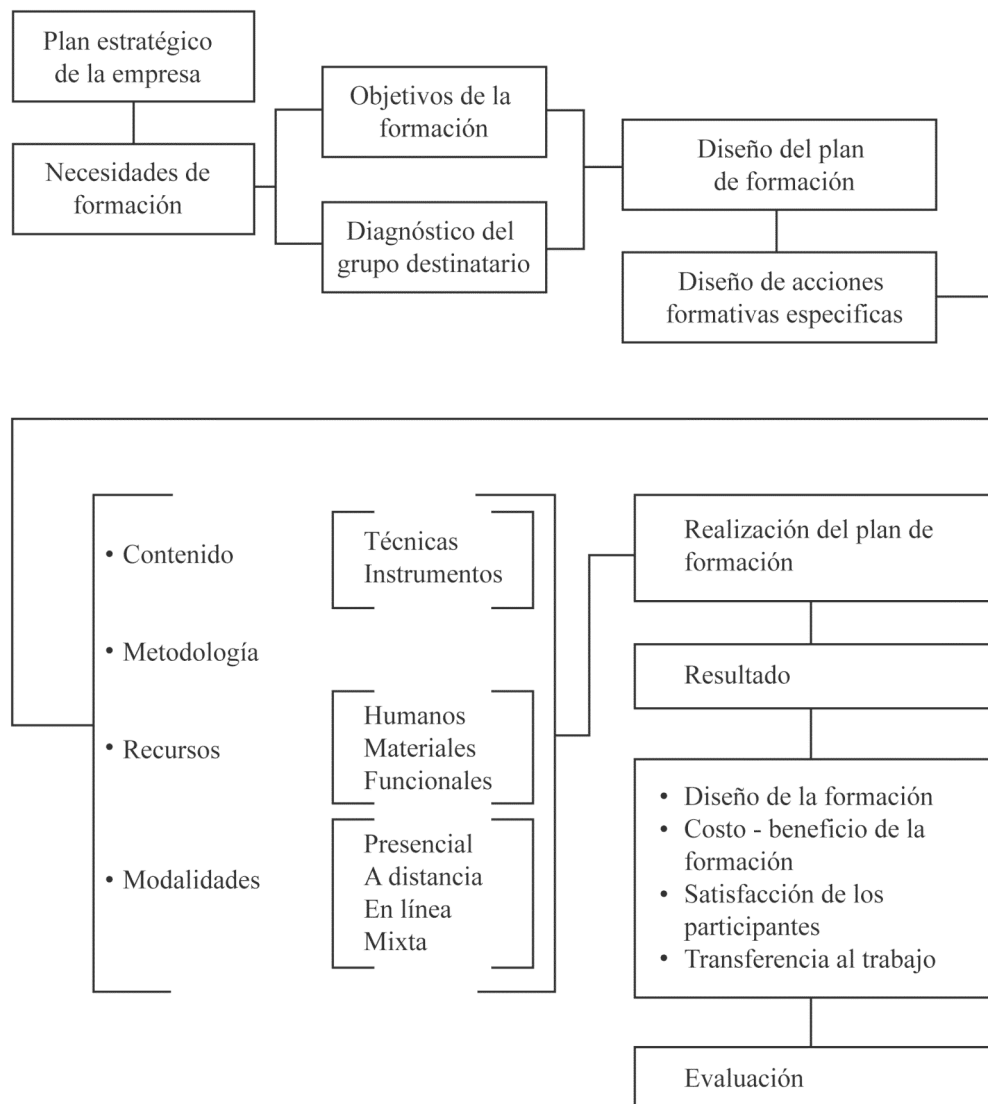 Plan estratégico
de la empresa
Necesidades de
formación
Objetivos de la
formación
Diagnóstico del
grupo destinatario
Diseño del plan
de formación
Diseño de acciones
formativas especificas
• Contenido
Técnicas
Instrumentos
• Metodología
• Recursos
Humanos
Materiales
Funcionales
• Modalidades
Presencial
A distancia
En línea
Mixta
Realización del plan de
formación
Resultado
• Diseño de la formación
• Costo - beneficio de la
formación
• Satisfacción de los
participantes
• Transferencia al trabajo
Evaluación